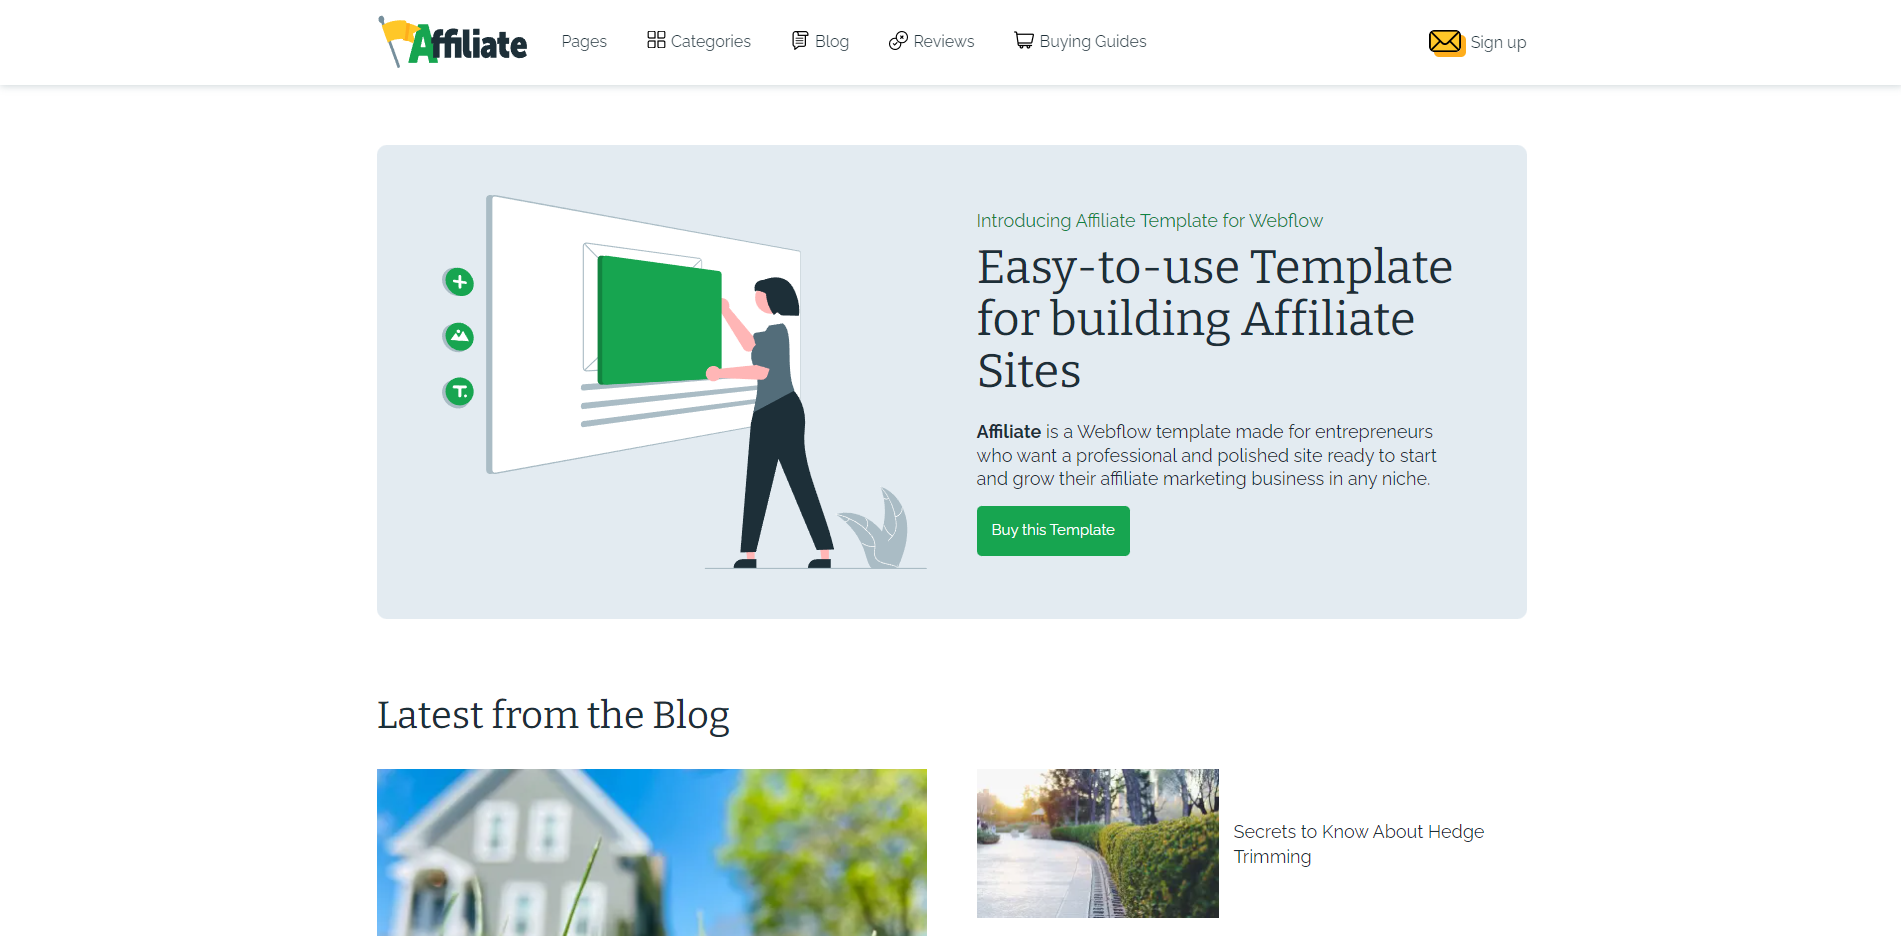 Affiliate
Pages
Categories
Blog
Reviews
Buying Guides
Sign up
Introducing Affiliate Template for Webflow
Easy-to-use Template
for building Affiliate
Sites
Affiliate is a Webflow template made for entrepreneurs
who want a professional and polished site ready to start
and grow their affiliate marketing business in any niche.
Buy this Template
T.
Latest from the Blog
Secrets to Know About Hedge
Trimming